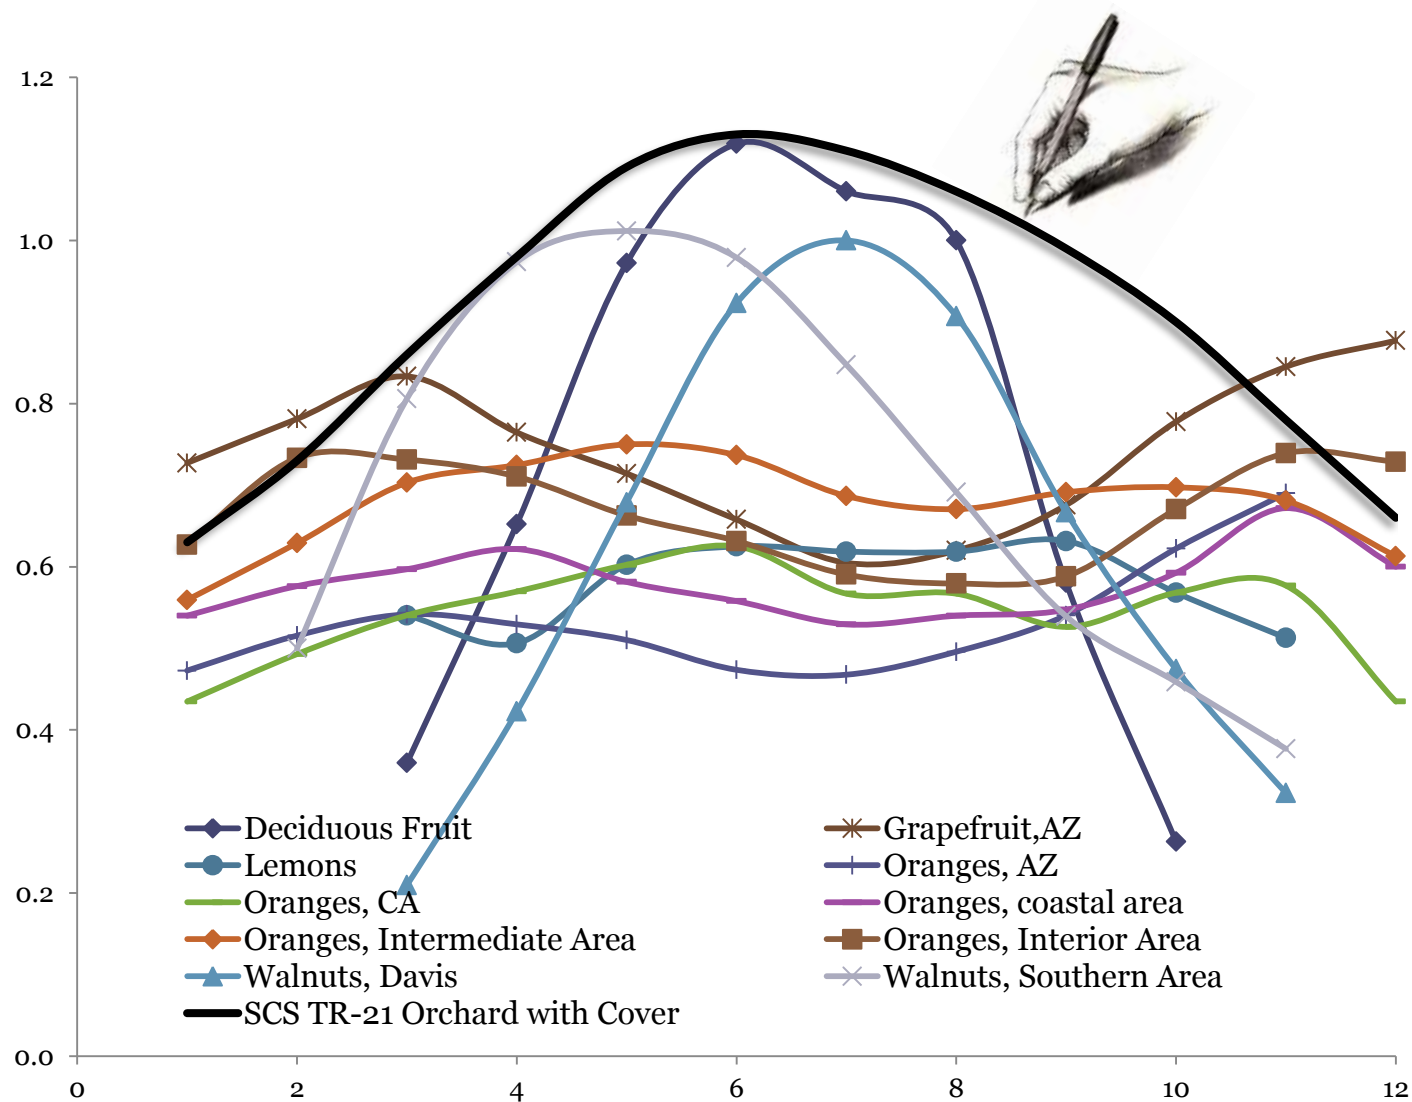 1.2
1.0
0.8
0.6
0.4
Deciduous Fruit Grapefruit,AZ
Lemons Oranges, AZ
0.2
Oranges, CA Oranges, coastal area
Oranges, Intermediate Area Oranges, Interior Area
Walnuts, Davis Walnuts, Southern Area
SCS TR-21 Orchard with Cover
0.0
0 2 4 6 8 10 12